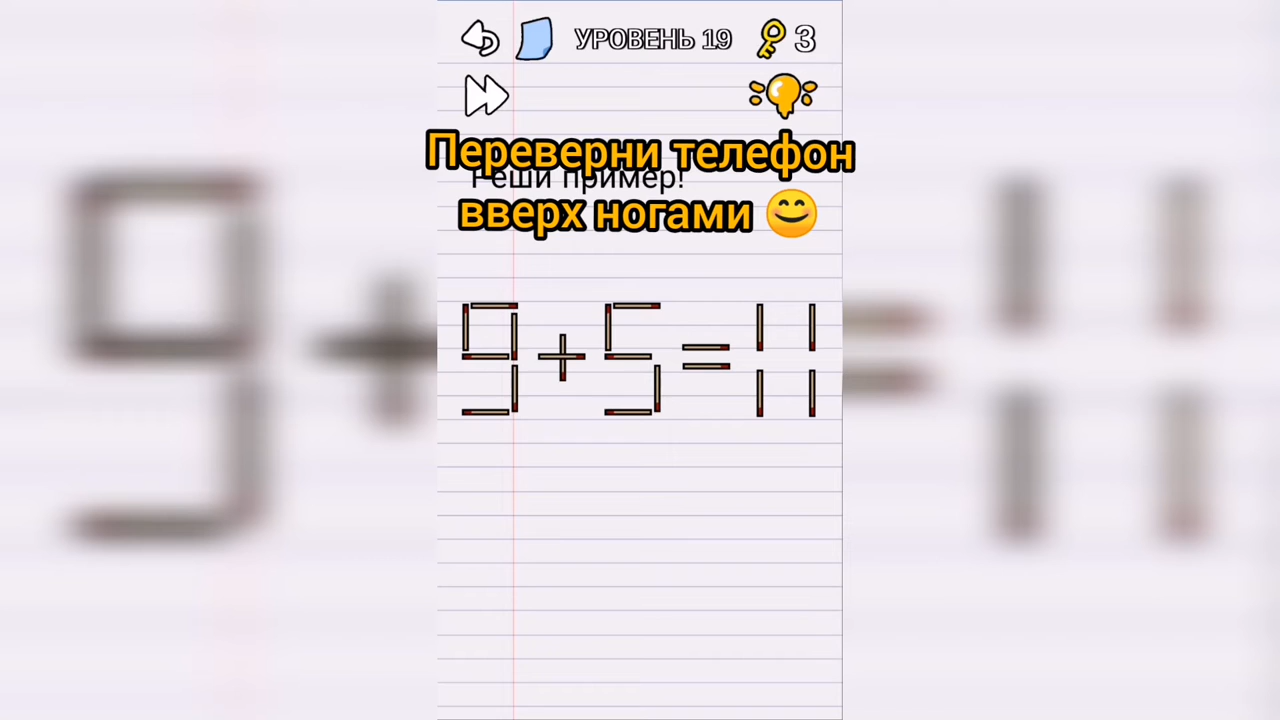 УРОВЕНЬ 19
3
Переверни телефон
Реши пример!
вверх ногами 😊
9+5=11